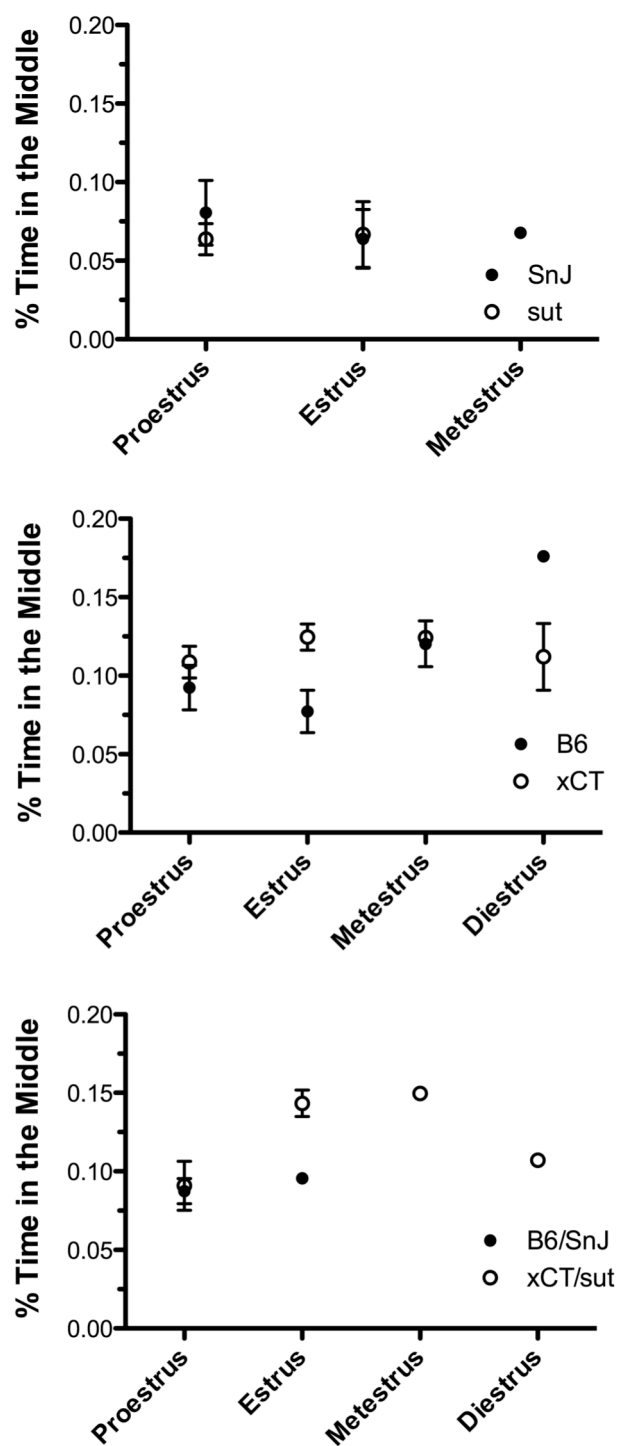 % Time in the Middle
0.20
0.15
0.10
0.05
0.00
SnJ
sut
Proestrus
Estrus
Metestrus
% Time in the Middle
0.20
0.15
0.10
0.05
0.00
B6
xCT
Proestrus
Estrus
Metestrus
Diestrus
% Time in the Middle
0.20
0.15
0.10
0.05
0.00
B6/SnJ
xCT/sut
Proestrus
Estrus
Metestrus
Diestrus